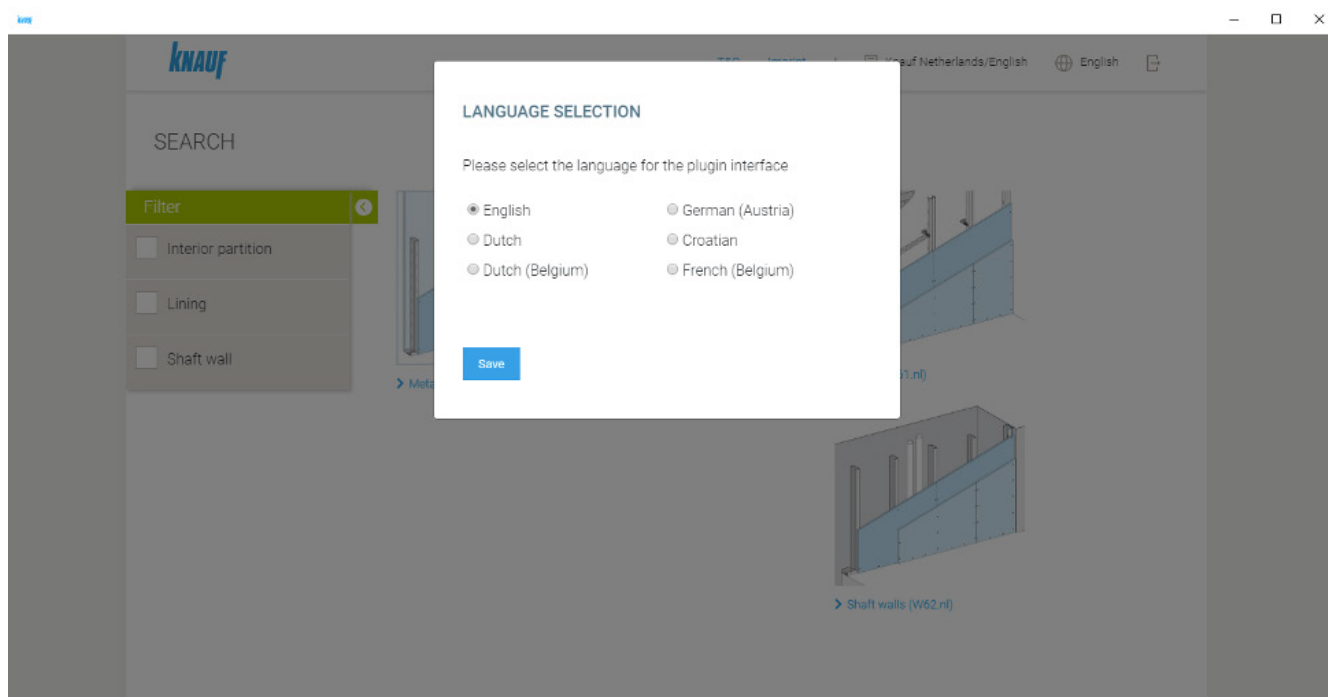 knauf
KNAUF
Knauf Netherlands/English
English
LANGUAGE SELECTION
SEARCH
Please select the language for the plugin interface
Filter
English
German (Austria)
Interior partition
Dutch
Croatian
Dutch (Belgium)
French (Belgium)
Lining
Shaft wall
Save
Shaft walls (W62.nl)